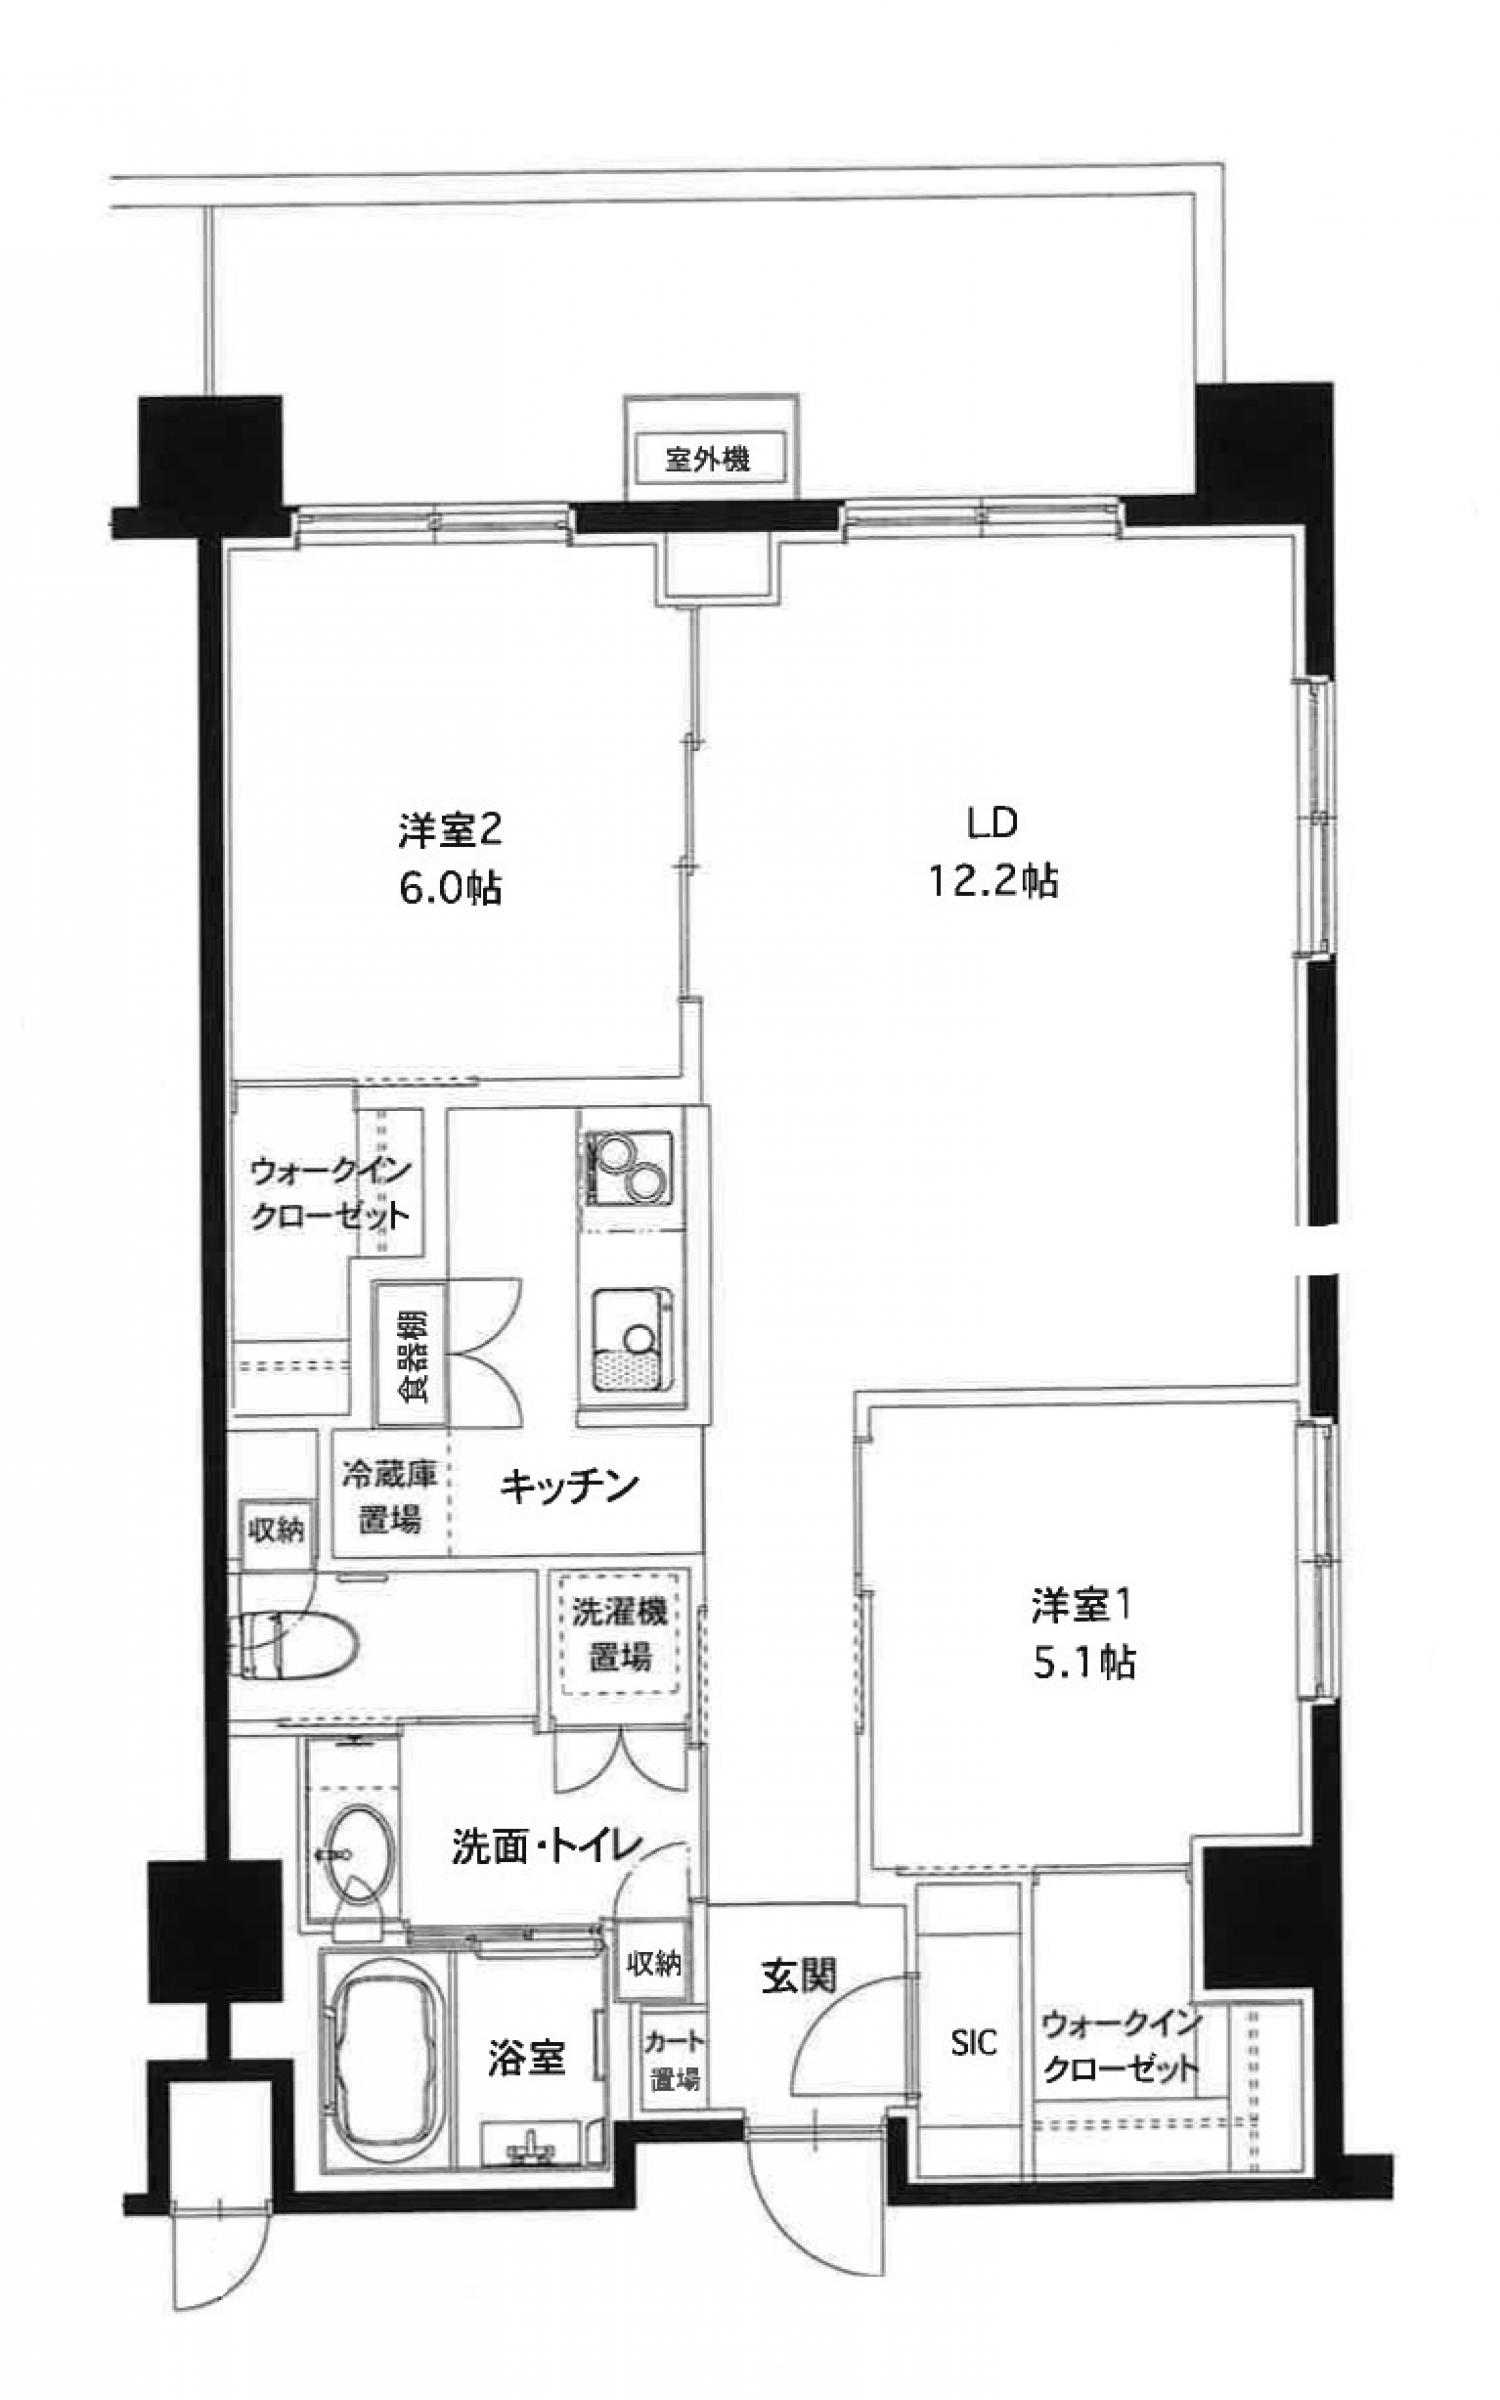 室外機
洋室2
6.0帖
LD
12.2帖
ウォークイン
クローゼット
食器棚
冷蔵庫
置場
キッチン
収納
洗濯機
置場
洋室1
5.1帖
洗面・トイレ
収納
玄関
カート
置場
浴室
SIC
ウォークイン
クローゼット